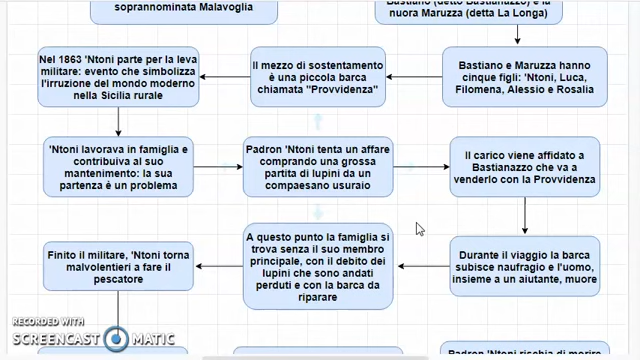 soprannominata Malavoglia
Bastiano (detto Bastianazzo) e la
nuora Maruzza (detta La Longa)
Bastiano e Maruzza hanno
cinque figli: 'Ntoni, Luca,
Filomena, Alessio e Rosalia
Il mezzo di sostentamento
è una piccola barca
chiamata "Provvidenza"
Nel 1863 'Ntoni parte per la leva
militare: evento che simbolizza
l'irruzione del mondo moderno
nella Sicilia rurale
'Ntoni lavorava in famiglia e
contribuiva al suo
mantenimento: la sua
partenza è un problema
Padron 'Ntoni tenta un affare
comprando una grossa
partita di lupini da un
compaesano usuraio
Il carico viene affidato a
Bastianazzo che va a
venderlo con la Provvidenza
Durante il viaggio la barca
subisce naufragio e l'uomo,
insieme a un aiutante, muore
A questo punto la famiglia si
trova senza il suo membro
principale, con il debito dei
lupini che sono andati
perduti e con la barca da
riparare
Finito il militare, 'Ntoni torna
malvolentieri a fare il
pescatore
Padron 'Ntoni rischia di morire
RECORDED WITH
SCREENCAST MATIC